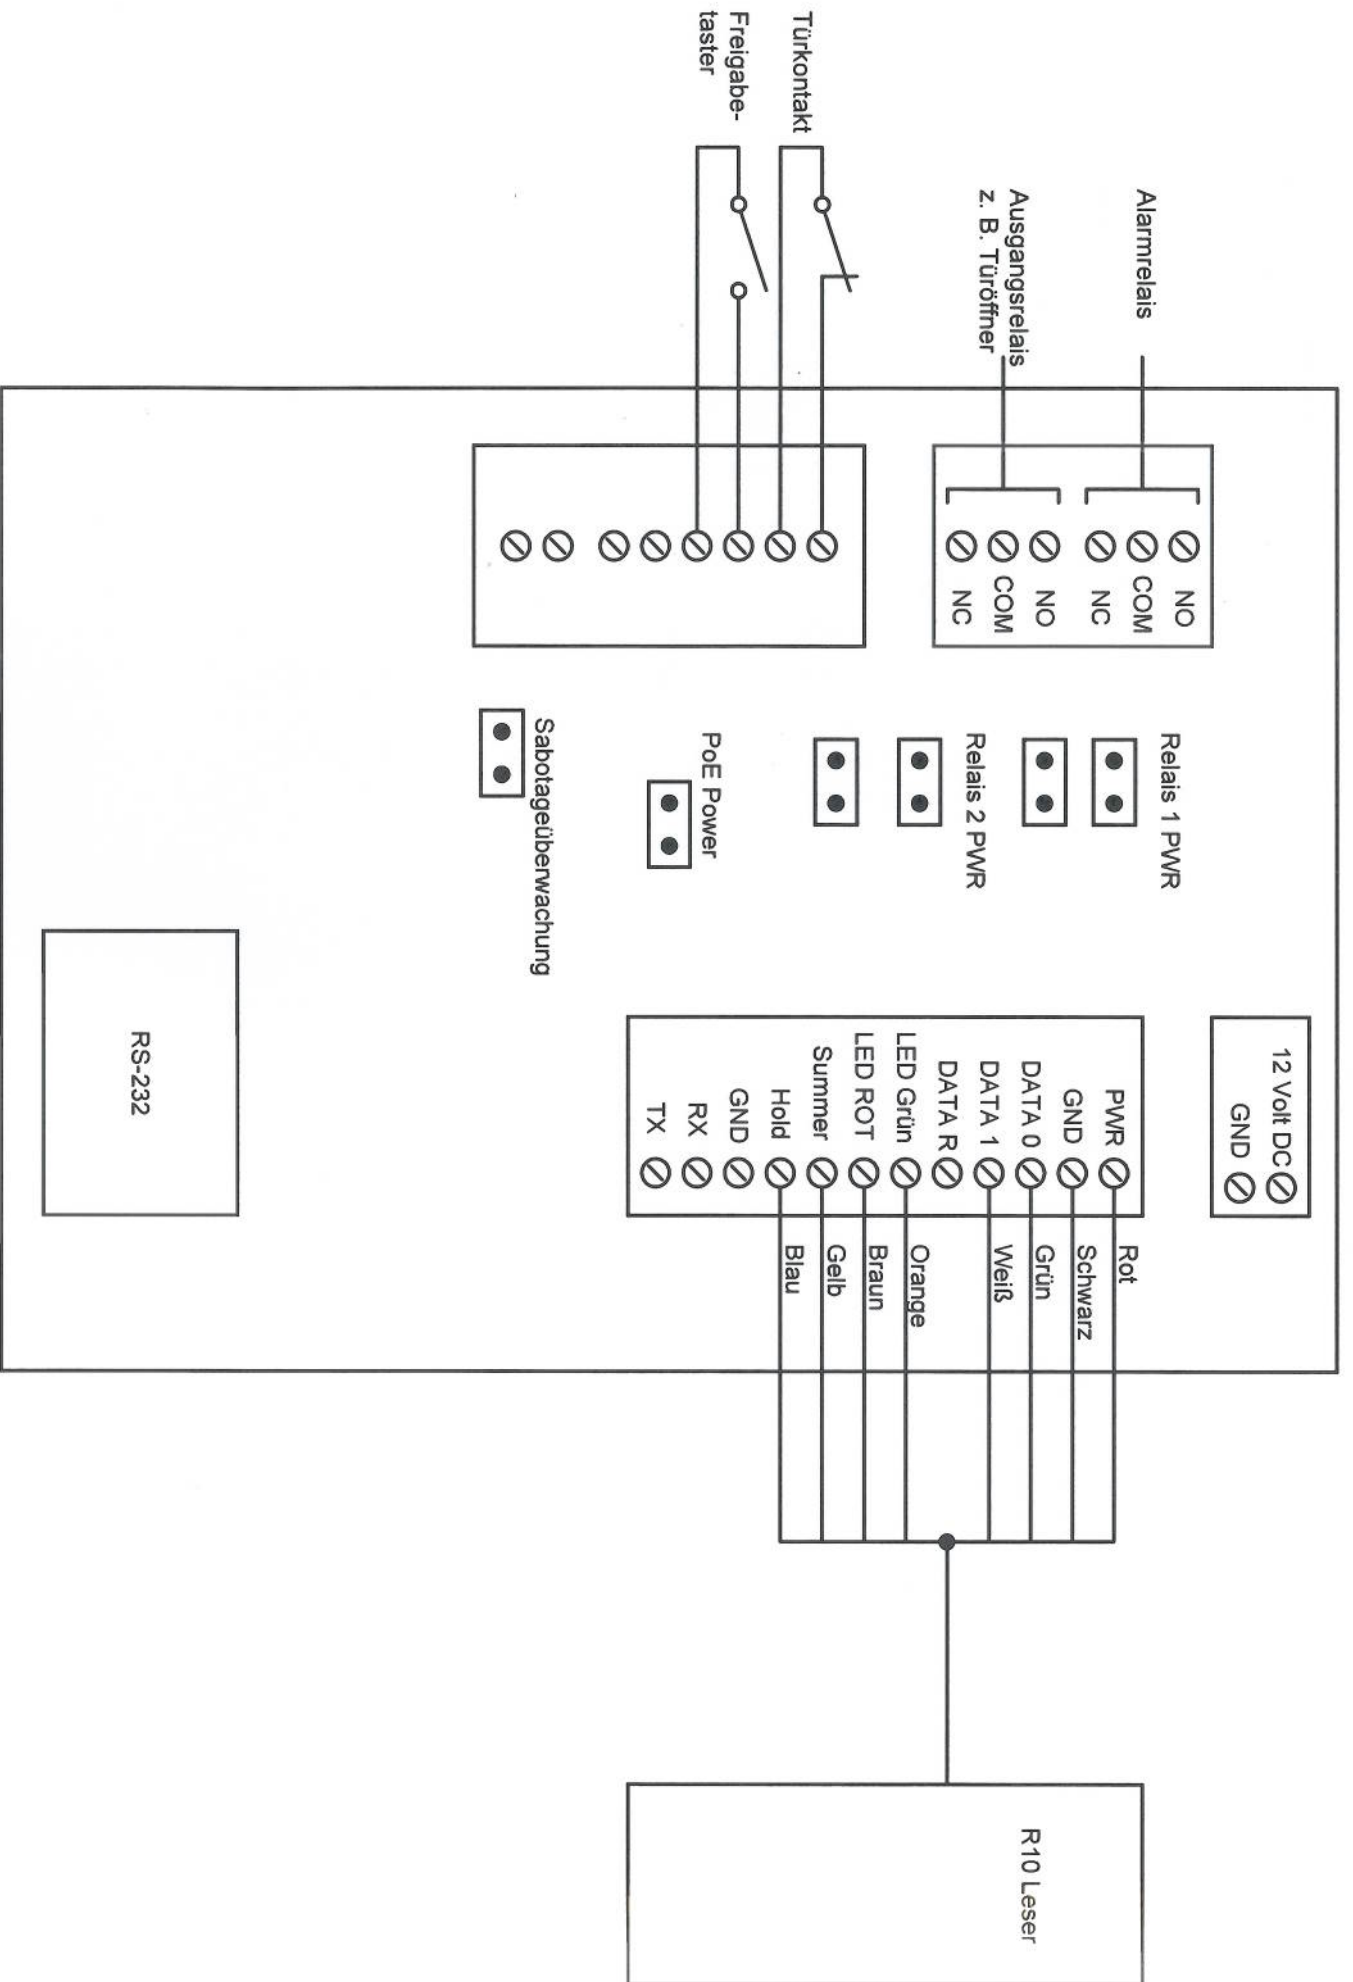 Alarmrelais
Ausgangsrelais
z. B. Türöffner
Türkontakt
Freigabe-
taster
NO
COM
NC
NO
COM
NC
Relais 1 PWR
Relais 2 PWR
PoE Power
Sabotageüberwachung
12 Volt DC
GND
PWR
GND
DATA 0
DATA 1
DATA R
LED Grün
LED ROT
Summer
Hold
GND
RX
TX
Rot
Schwarz
Grün
Weiß
Orange
Braun
Gelb
Blau
RS-232
R10 Leser